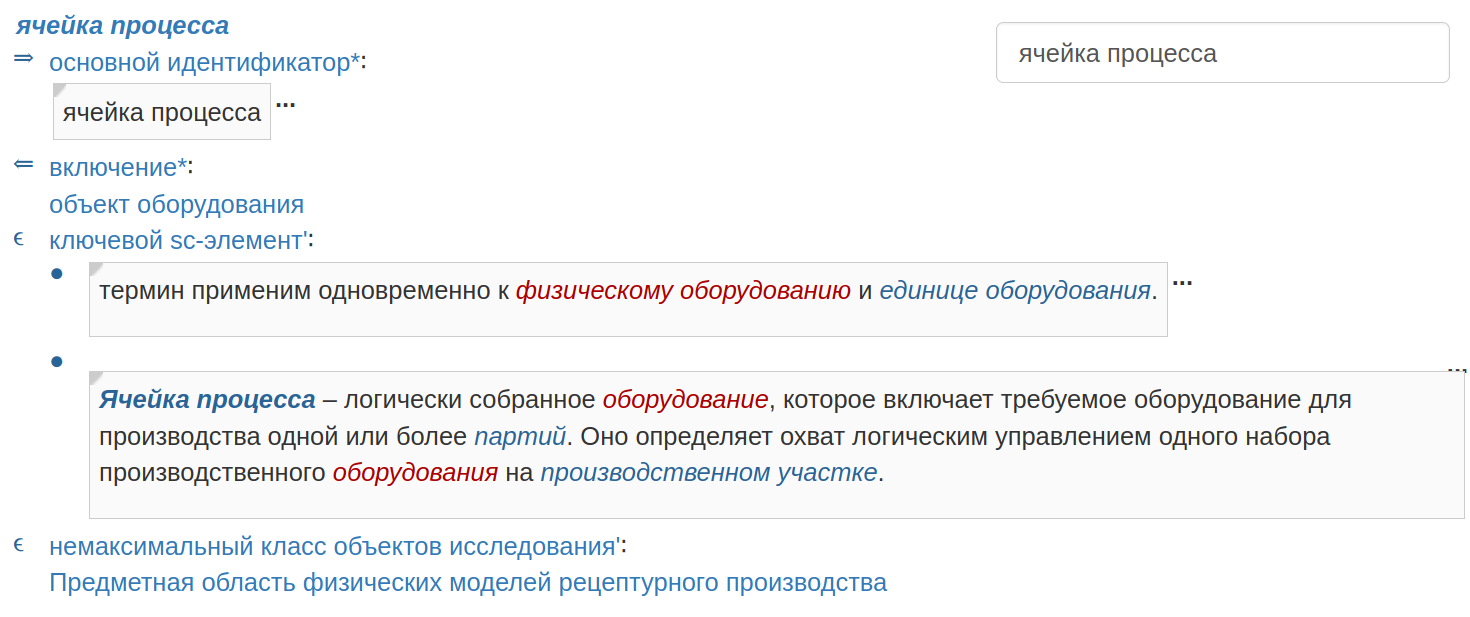 ячейка процесса
ячейка процесса
⇒ основной идентификатор*:
ячейка процесса ...
⇐ включение*:
объект оборудования
ϵ ключевой sc-элемент':
● термин применим одновременно к физическому оборудованию и единице оборудования. ...
● ...
Ячейка процесса – логически собранное оборудование, которое включает требуемое оборудование для
производства одной или более партий. Оно определяет охват логическим управлением одного набора
производственного оборудования на производственном участке.
ϵ немаксимальный класс объектов исследования':
Предметная область физических моделей рецептурного производства